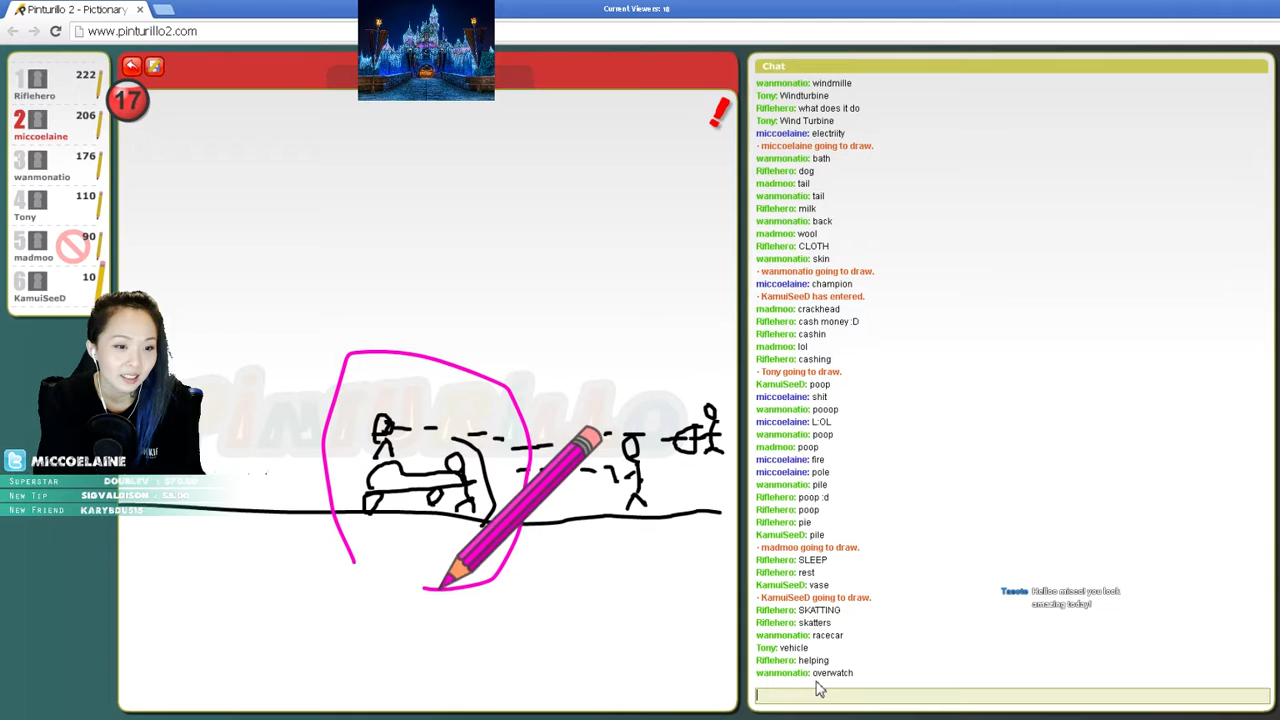 Pinturillo 2 - Pictionary
Current Viewers: 18
www.pinturillo2.com
1
222
Riflehero
2
206
miccoelaine
3
176
wanmonatio
4
110
Tony
5
90
madmoo
6
10
KamuiSeeD
17
Chat
wanmonatio: windmille
Tony: Windturbine
Riflehero: what does it do
Tony: Wind Turbine
miccoelaine: electriity
· miccoelaine going to draw.
wanmonatio: bath
Riflehero: dog
madmoo: tail
wanmonatio: tail
Riflehero: milk
wanmonatio: back
madmoo: wool
Riflehero: CLOTH
wanmonatio: skin
· wanmonatio going to draw.
miccoelaine: champion
· KamuiSeeD has entered.
madmoo: crackhead
Riflehero: cash money :D
Riflehero: cashin
madmoo: lol
Riflehero: cashing
· Tony going to draw.
KamuiSeeD: poop
miccoelaine: shit
wanmonatio: pooop
miccoelaine: L:OL
wanmonatio: poop
madmoo: poop
miccoelaine: fire
miccoelaine: pole
wanmonatio: pile
Riflehero: poop :d
Riflehero: poop
Riflehero: pie
KamuiSeeD: pile
· madmoo going to draw.
Riflehero: SLEEP
Riflehero: rest
KamuiSeeD: vase
· KamuiSeeD going to draw.
Riflehero: SKATTING
Riflehero: skatters
wanmonatio: racecar
Tony: vehicle
Riflehero: helping
wanmonatio: overwatch
MICCOELAINE
SUPERSTAR
NEW TIP
NEW FRIEND KARYBDUS15